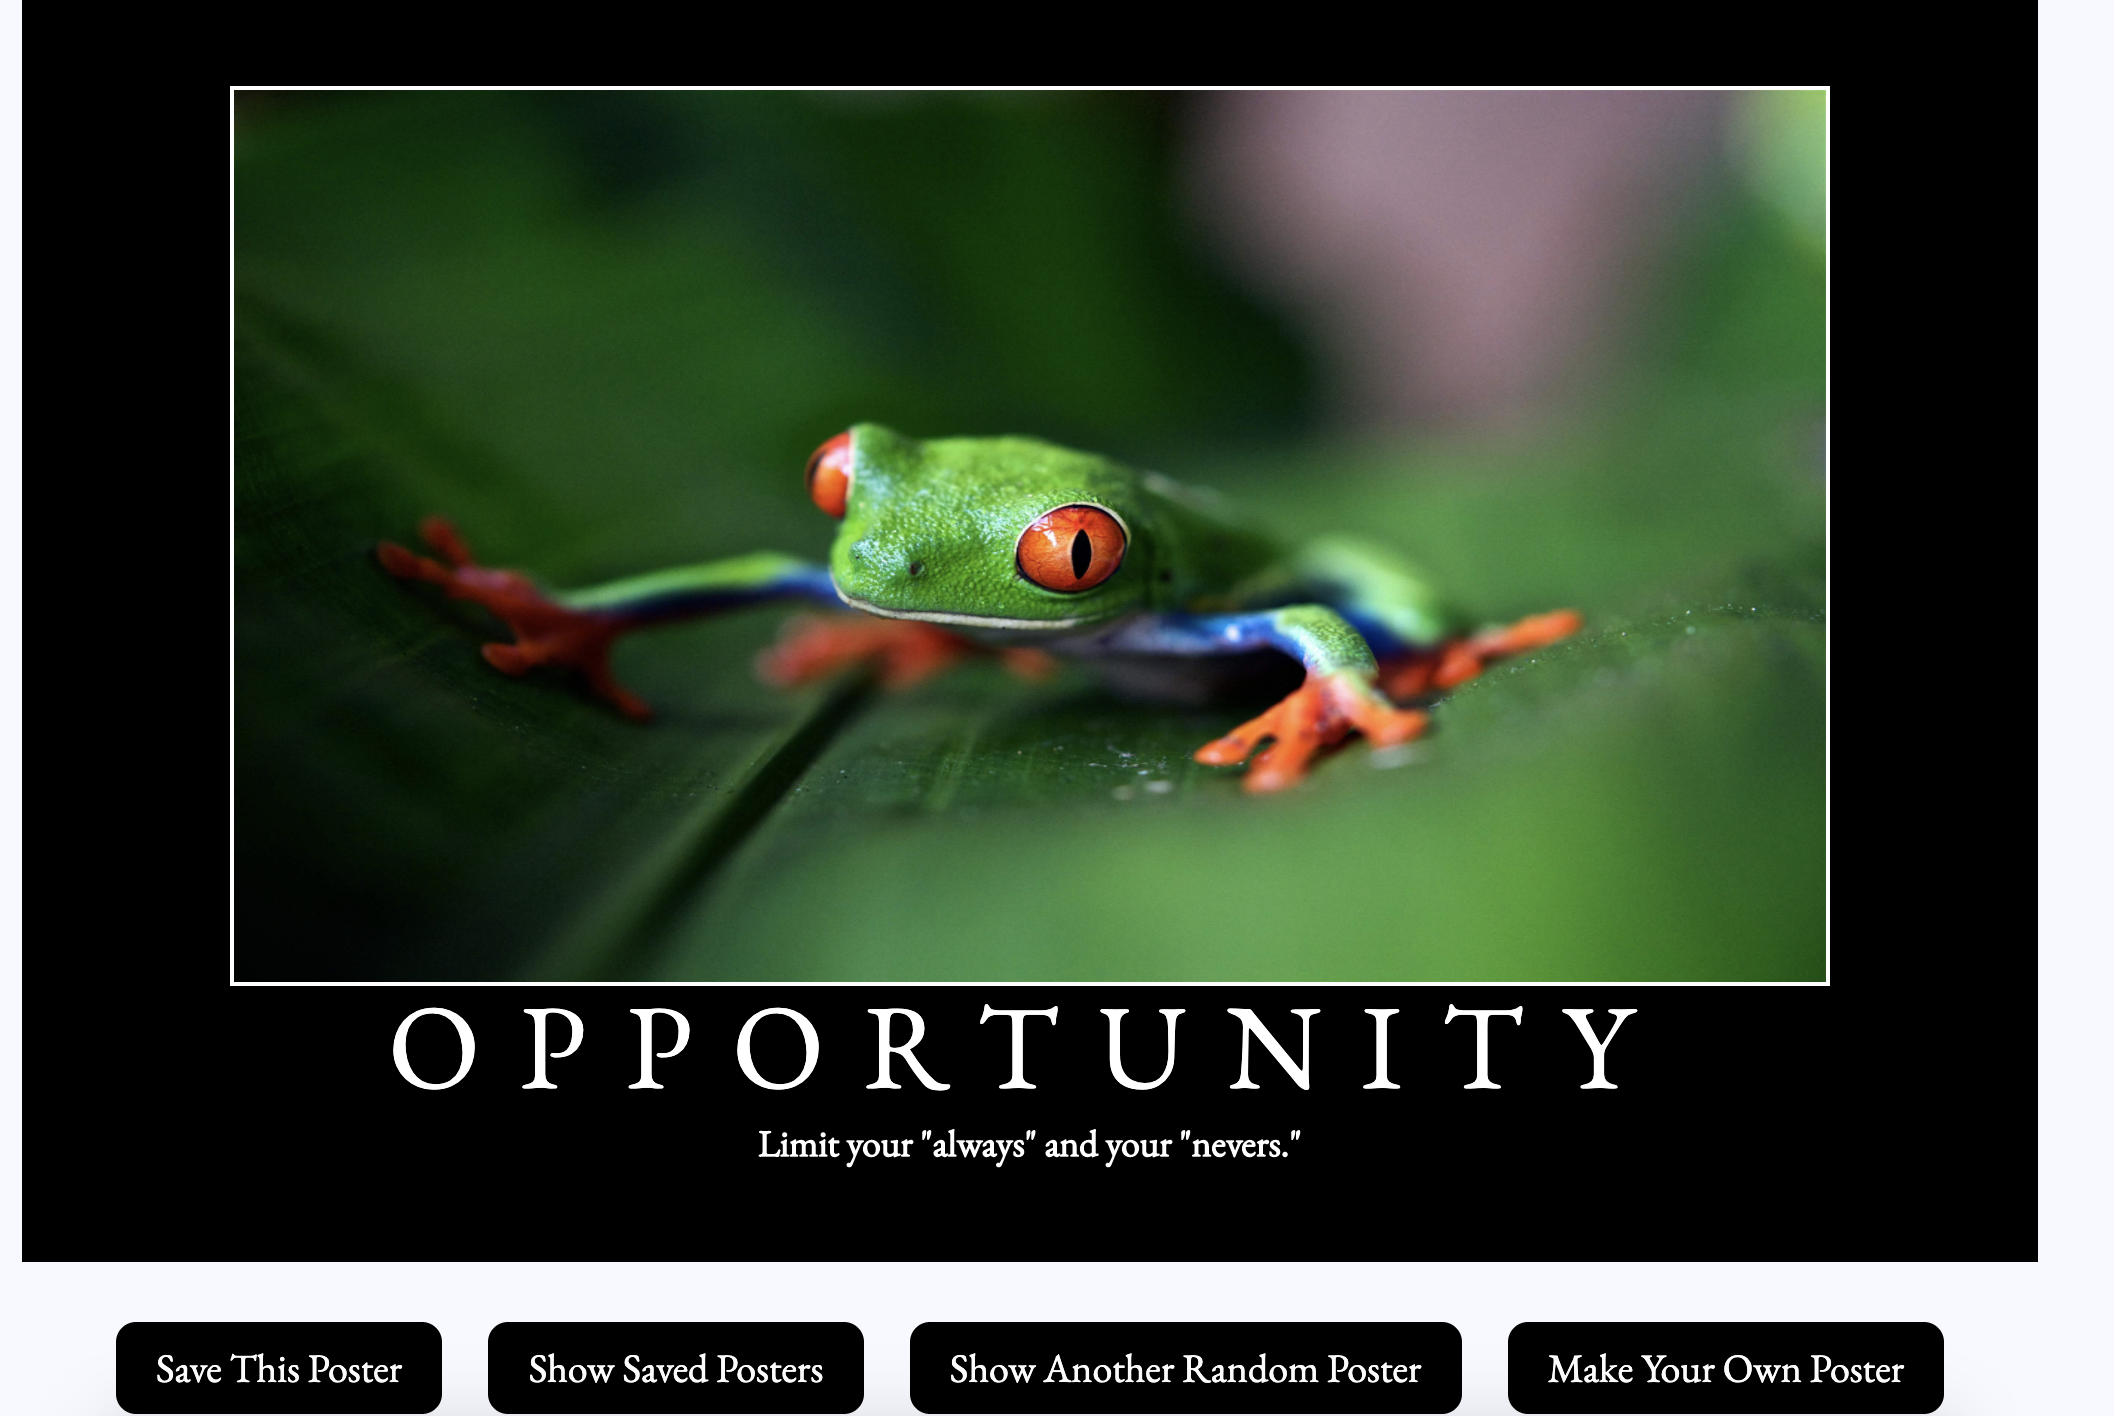 OPPORTUNITY
Limit your "always" and your "nevers."
Save This Poster
Show Saved Posters
Show Another Random Poster
Make Your Own Poster